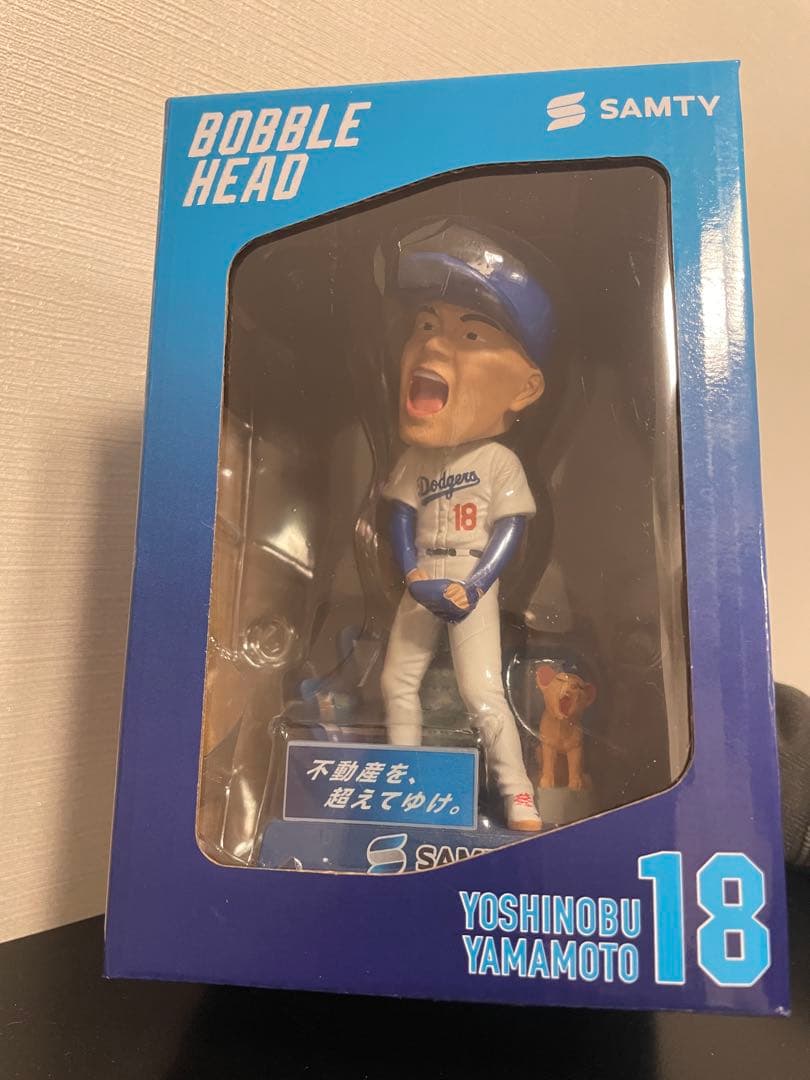 BOBBLE
HEAD
SAMTY
Dodgers
18
不動産を、
超えてゆけ。
SAMTY
YOSHINOBU
YAMAMOTO
18